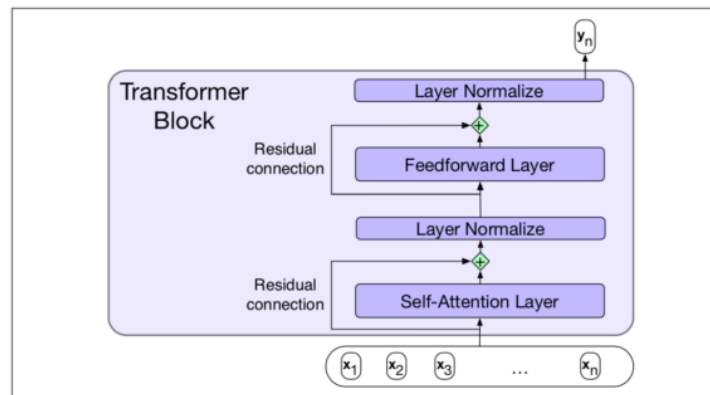 yn
Transformer
Block
Layer Normalize
+
Residual
connection
Feedforward Layer
Layer Normalize
+
Residual
connection
Self-Attention Layer
x1 x2 x3 ... xn